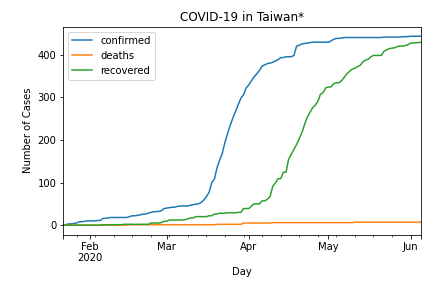 COVID-19 in Taiwan*
confirmed
deaths
recovered
Number of Cases
400
300
200
100
0
Feb
2020
Mar
Apr
May
Jun
Day